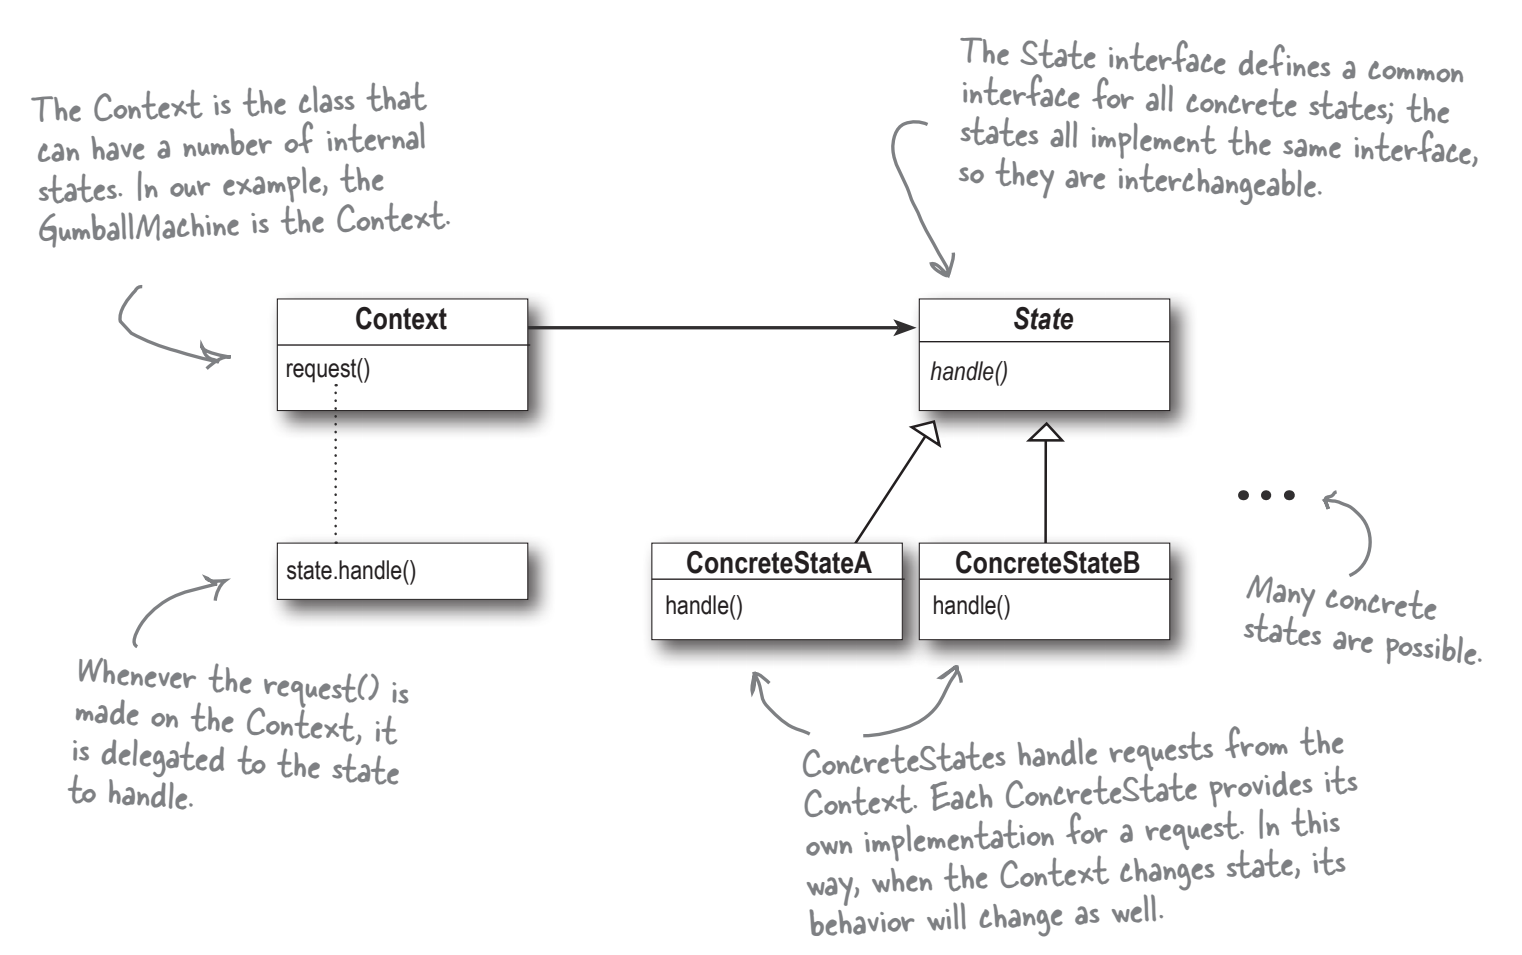 The Context is the class that
can have a number of internal
states. In our example, the
GumballMachine is the Context.
The State interface defines a common
interface for all concrete states; the
states all implement the same interface,
so they are interchangeable.
Context
request()
State
handle()
state.handle()
ConcreteStateA
handle()
ConcreteStateB
handle()
Many concrete
states are possible.
Whenever the request() is
made on the Context, it
is delegated to the state
to handle.
ConcreteStates handle requests from the
Context. Each ConcreteState provides its
own implementation for a request. In this
way, when the Context changes state, its
behavior will change as well.